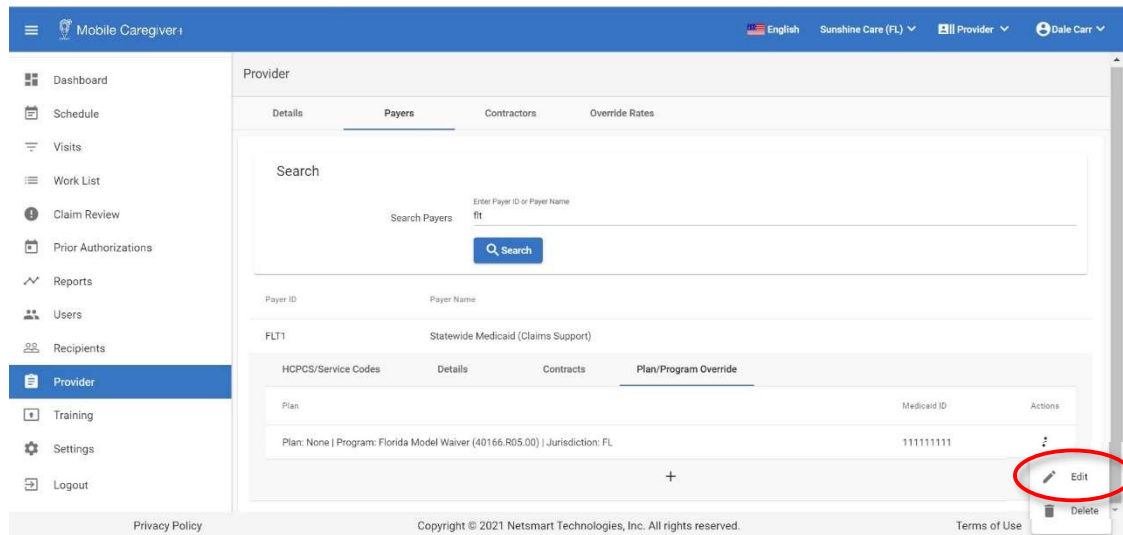 Mobile Caregiver+
English Sunshine Care (FL) Provider Dale Carr
Dashboard
Schedule
Visits
Work List
Claim Review
Prior Authorizations
Reports
Users
Recipients
Provider
Training
Settings
Logout
Provider
Details Payers Contractors Override Rates
Search
Enter Payer ID or Payer Name
Search Payers flt
Search
Payer ID Payer Name
FLT1 Statewide Medicaid (Claims Support)
HCPCS/Service Codes Details Contracts Plan/Program Override
Plan Medicaid ID Actions
Plan: None | Program: Florida Model Waiver (40166.R05.00) | Jurisdiction: FL 111111111
+
Edit
Delete
Privacy Policy Copyright © 2021 Netsmart Technologies, Inc. All rights reserved. Terms of Use